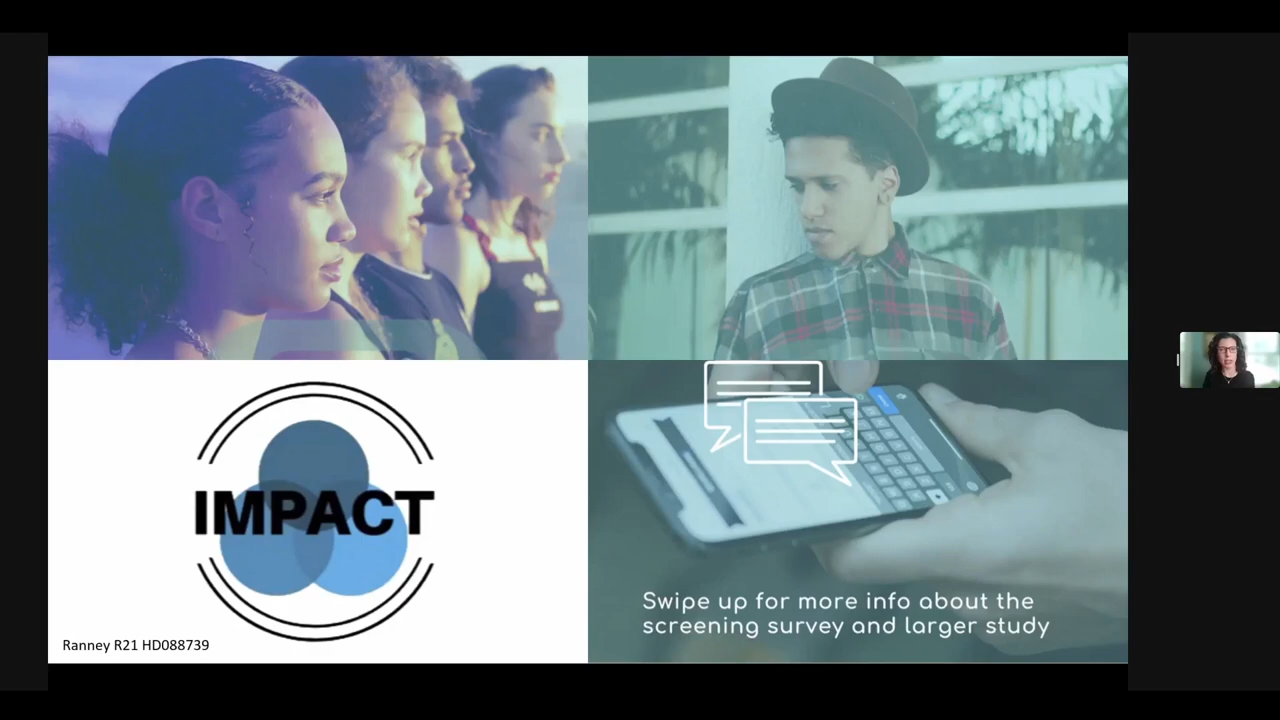 IMPACT
Ranney R21 HD088739
Swipe up for more info about the
screening survey and larger study